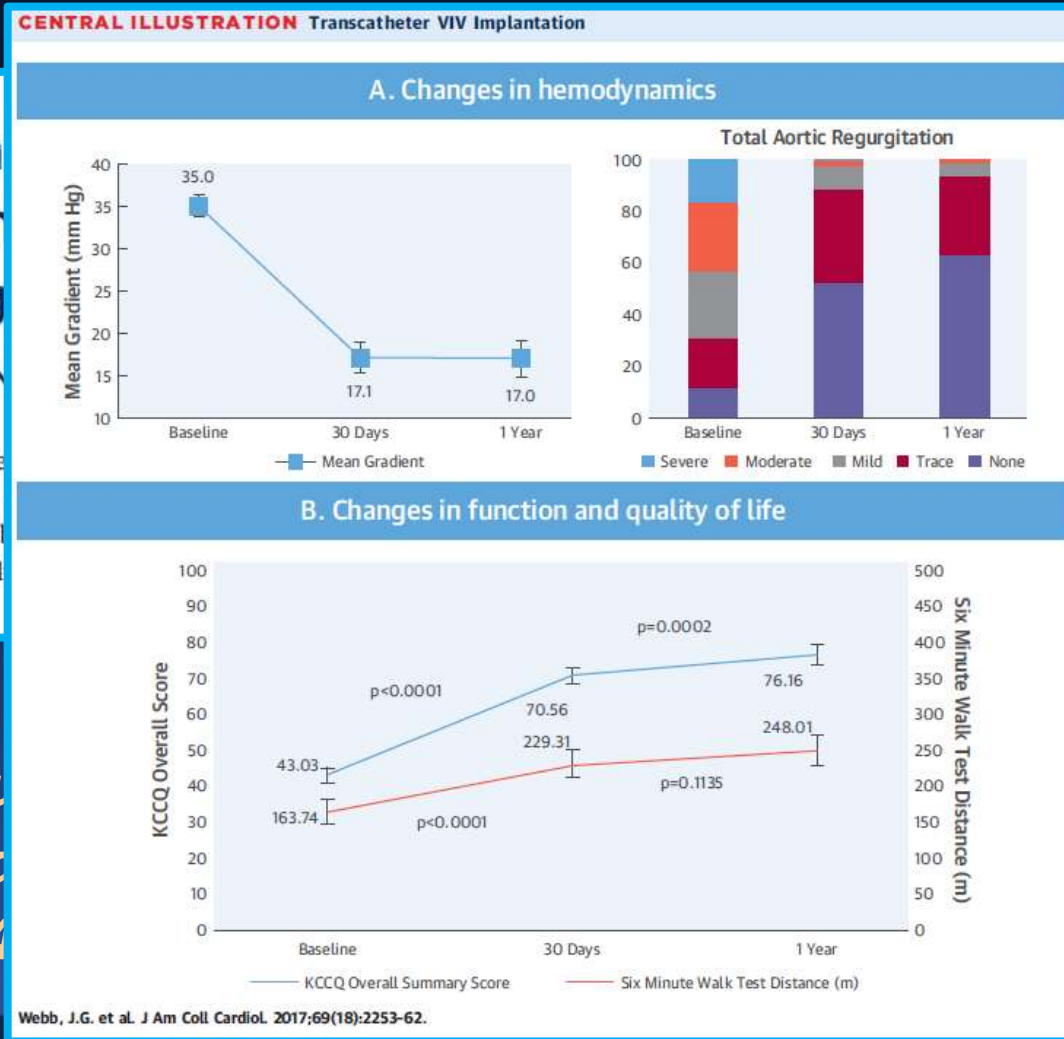 CENTRAL ILLUSTRATION Transcatheter VIV Implantation
A. Changes in hemodynamics
Mean Gradient (mm Hg)
40
35
30
25
20
15
10
35.0
17.1
17.0
Baseline 30 Days 1 Year
Mean Gradient
Total Aortic Regurgitation
100
80
60
40
20
0
Baseline 30 Days 1 Year
Severe Moderate Mild Trace None
B. Changes in function and quality of life
KCCQ Overall Score
100
90
80
70
60
50
40
30
20
10
0
p=0.0002
p<0.0001
43.03
70.56
76.16
163.74
229.31
248.01
p<0.0001
p=0.1135
500
450
400
350
300
250
200
150
100
50
0
Six Minute Walk Test Distance (m)
Baseline 30 Days 1 Year
KCCQ Overall Summary Score Six Minute Walk Test Distance (m)
Webb, J.G. et al. J Am Coll Cardiol. 2017;69(18):2253-62.